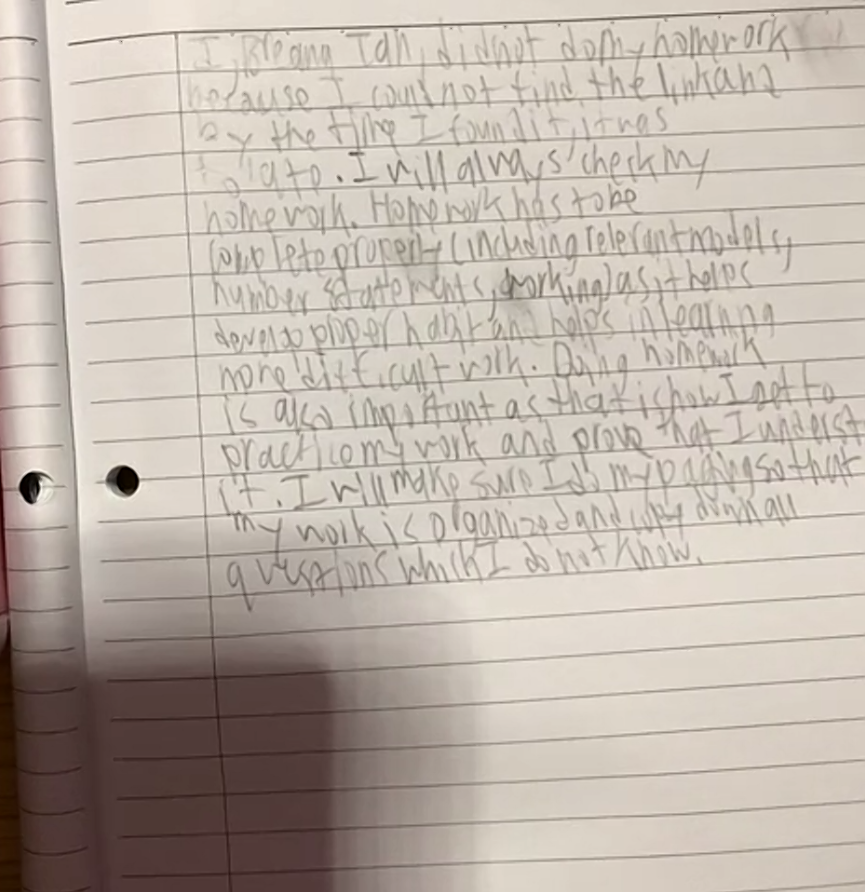 I, Breang Tan, did not do my homework
because I could not find the link and
by the time I found it, it was
to late. I will always check my
homework. Homework has to be
complete properly (including relevant models,
number statements, working) as it helps
develop proper habit and helps in learning
more difficult work. Doing homework
is also important as that is how I get to
practice my work and prove that I underst
it. I will make sure I do my paging so that
my work is organized and copy down all
questions which I do not know.